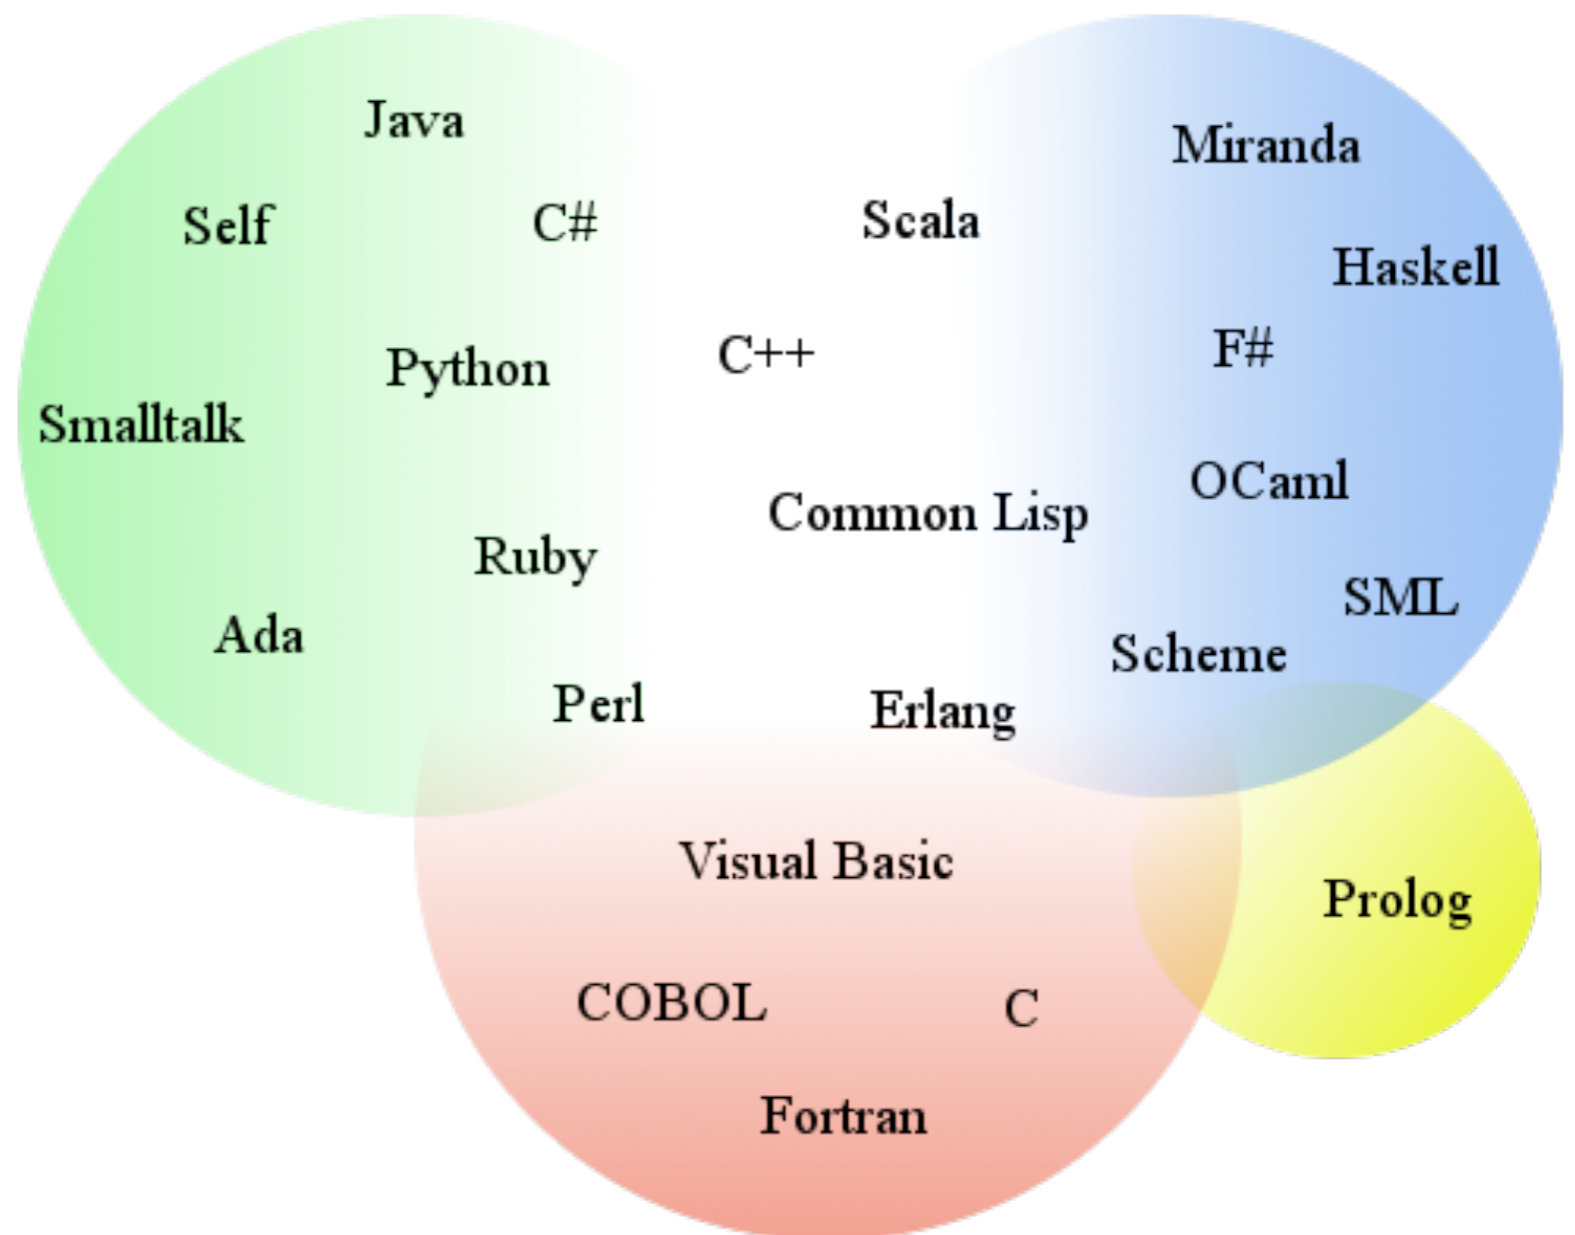 Java
Miranda
Self
C#
Scala
Haskell
Python
C++
F#
Smalltalk
OCaml
Common Lisp
Ruby
SML
Ada
Scheme
Perl
Erlang
Visual Basic
Prolog
COBOL
C
Fortran